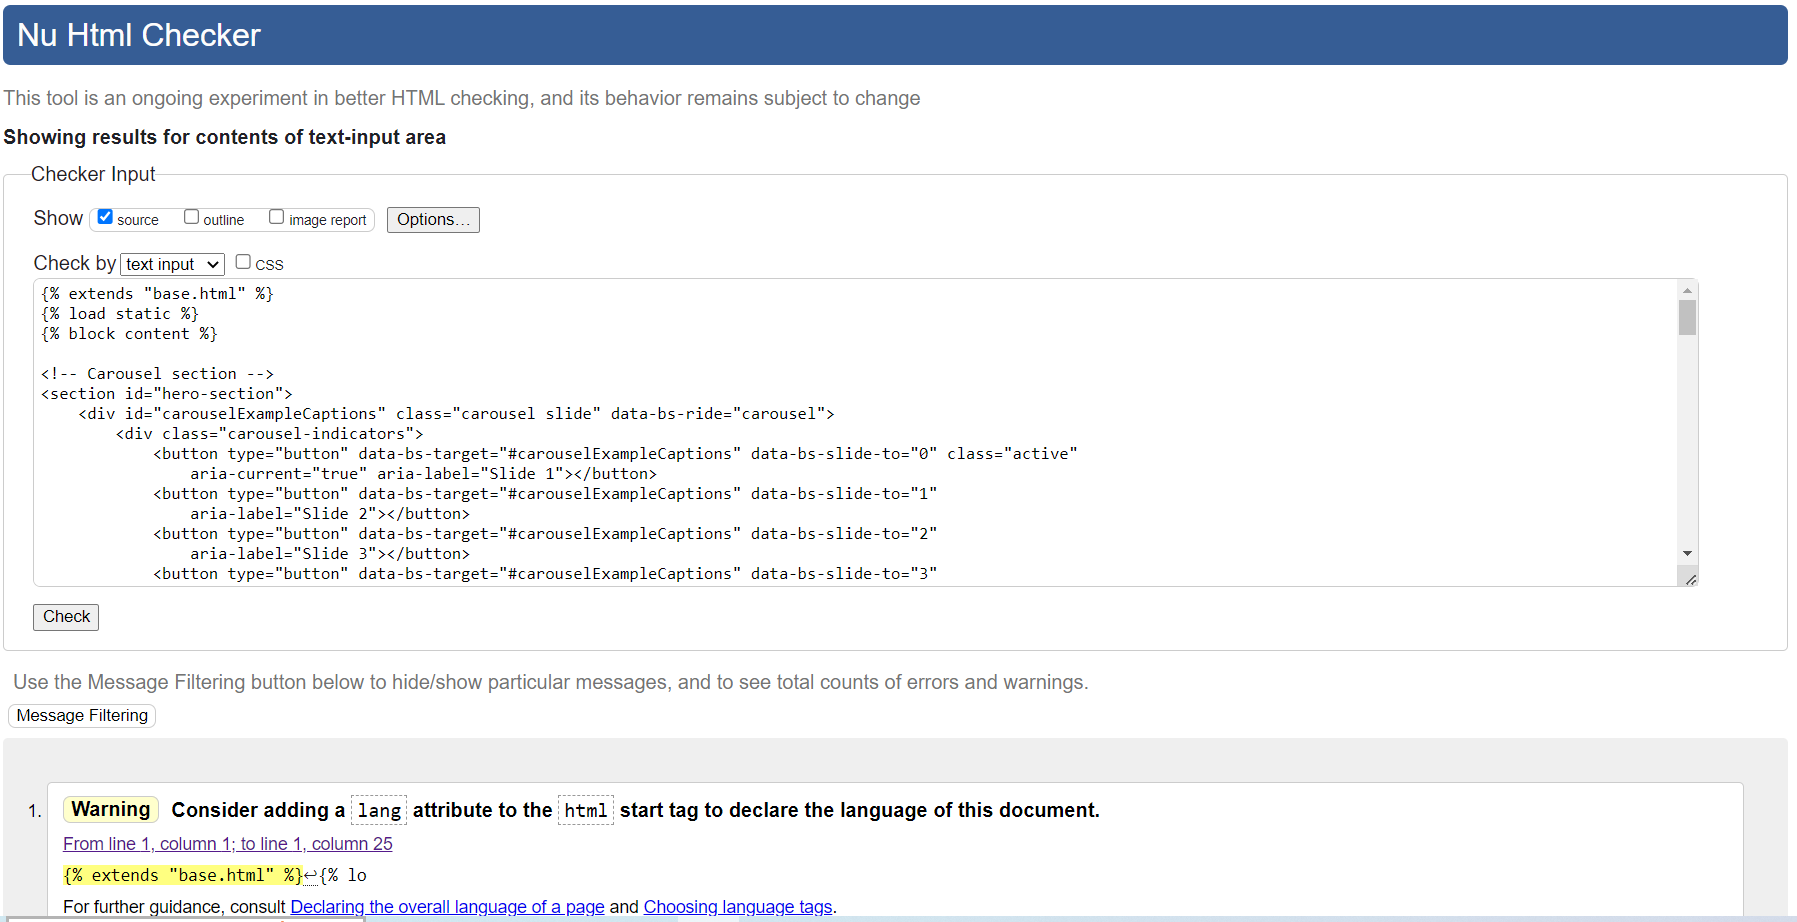 Nu Html Checker
This tool is an ongoing experiment in better HTML checking, and its behavior remains subject to change
Showing results for contents of text-input area
Checker Input
Show source outline image report Options...
Check by text input CSS
{% extends "base.html" %}
{% load static %}
{% block content %}
<!-- Carousel section -->
<section id="hero-section">
<div id="carouselExampleCaptions" class="carousel slide" data-bs-ride="carousel">
<div class="carousel-indicators">
<button type="button" data-bs-target="#carouselExampleCaptions" data-bs-slide-to="0" class="active"
aria-current="true" aria-label="Slide 1"></button>
<button type="button" data-bs-target="#carouselExampleCaptions" data-bs-slide-to="1"
aria-label="Slide 2"></button>
<button type="button" data-bs-target="#carouselExampleCaptions" data-bs-slide-to="2"
aria-label="Slide 3"></button>
<button type="button" data-bs-target="#carouselExampleCaptions" data-bs-slide-to="3"
Check
Use the Message Filtering button below to hide/show particular messages, and to see total counts of errors and warnings.
Message Filtering
1. Warning Consider adding a lang attribute to the html start tag to declare the language of this document.
From line 1, column 1; to line 1, column 25
{% extends "base.html" %}↩{% lo
For further guidance, consult Declaring the overall language of a page and Choosing language tags.